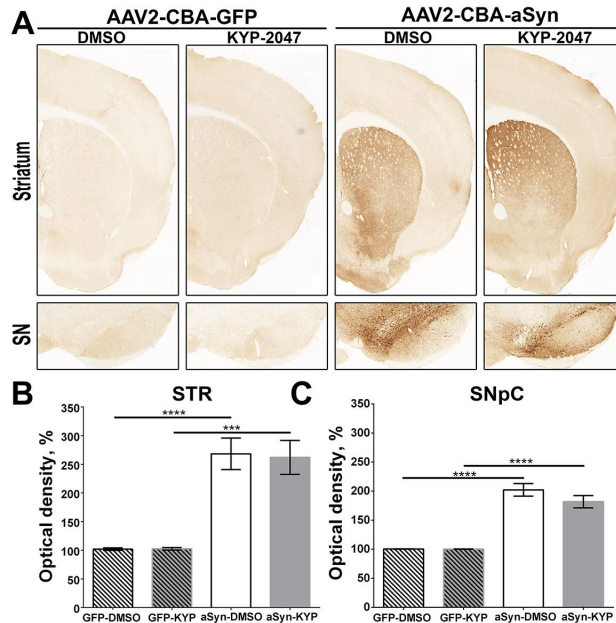 A
AAV2-CBA-GFP
AAV2-CBA-aSyn
DMSO
KYP-2047
DMSO
KYP-2047
Striatum
SN
B
STR
Optical density, %
350
300
250
200
150
100
50
0
****
***
GFP-DMSO
GFP-KYP
aSyn-DMSO
aSyn-KYP
C
SNpC
Optical density, %
350
300
250
200
150
100
50
0
****
****
GFP-DMSO
GFP-KYP
aSyn-DMSO
aSyn-KYP